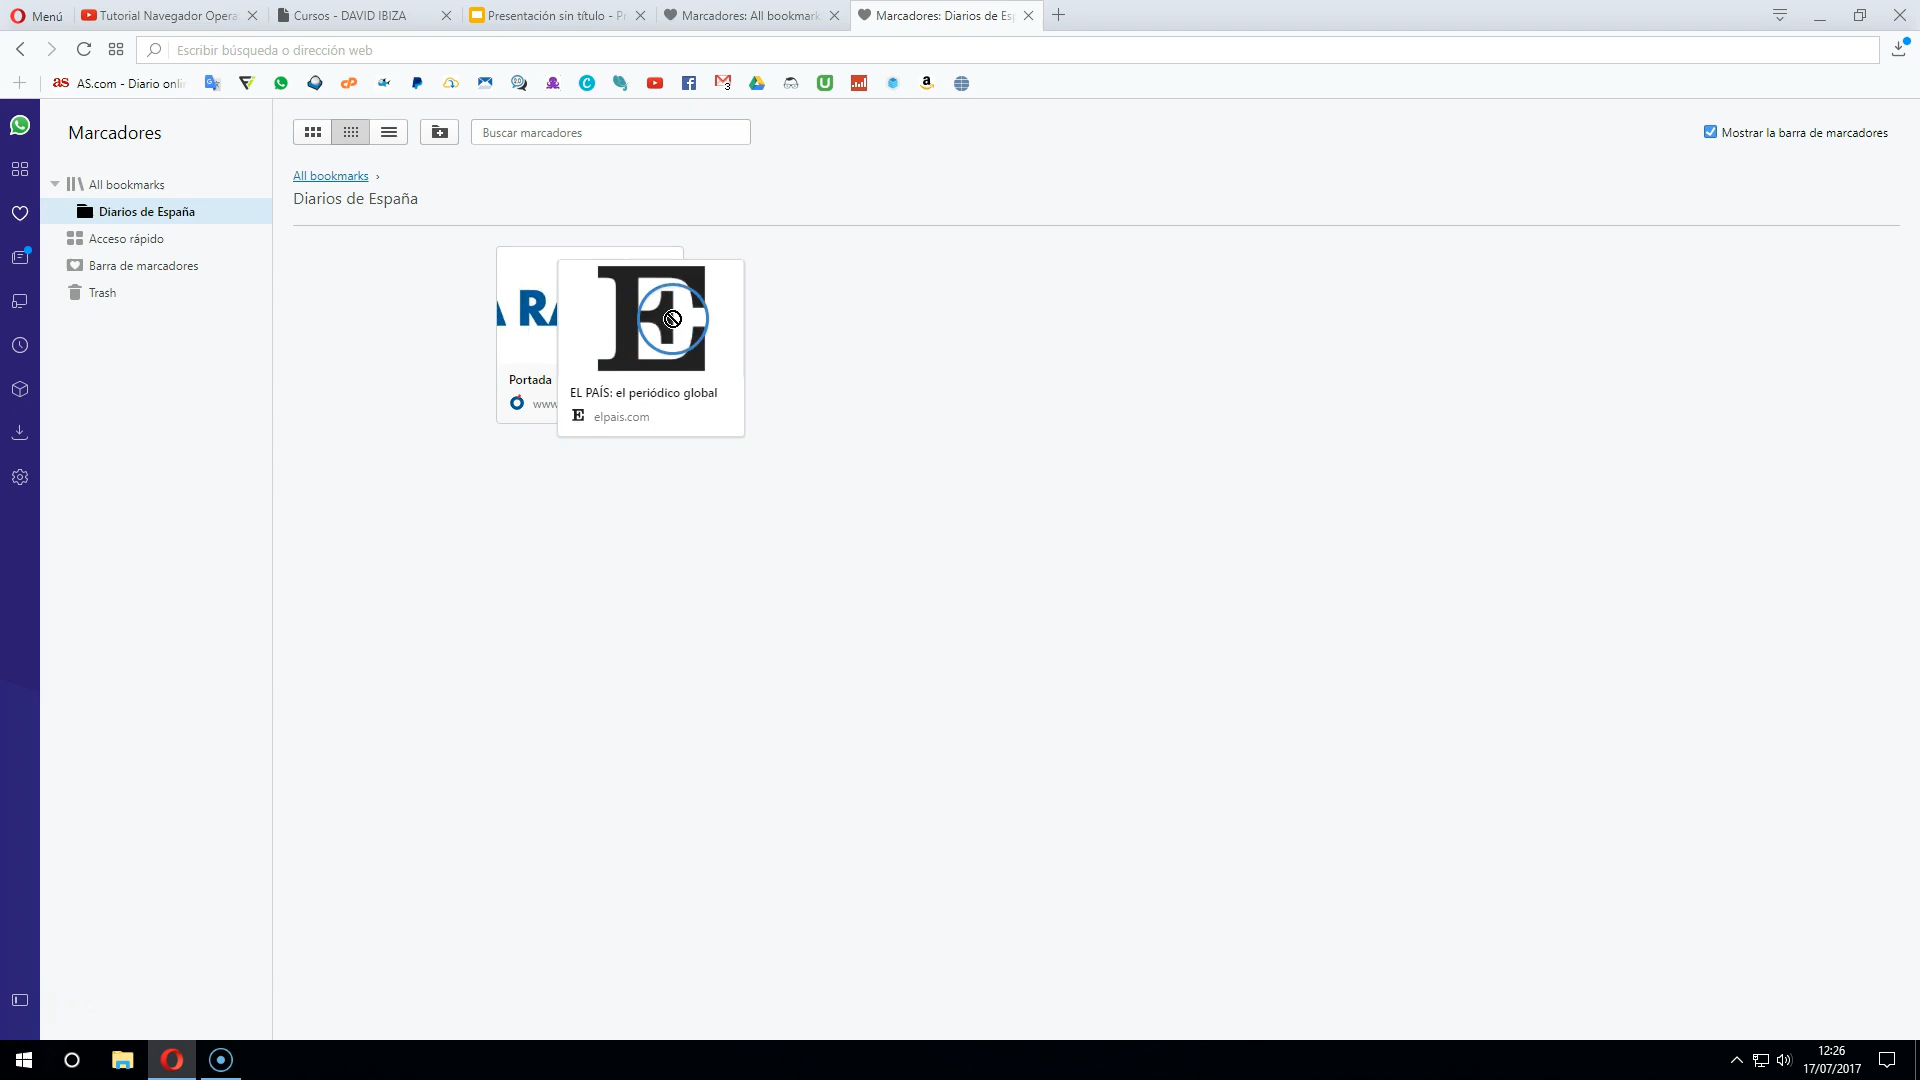 Menú
Tutorial Navegador Opera
Cursos - DAVID IBIZA
Presentación sin título - P
Marcadores: All bookmark
Marcadores: Diarios de Es
Escribir búsqueda o dirección web
as AS.com - Diario onli
Marcadores
Buscar marcadores
Mostrar la barra de marcadores
All bookmarks
Diarios de España
Acceso rápido
Barra de marcadores
Trash
All bookmarks ›
Diarios de España
A RA
E
Portada
www
EL PAÍS: el periódico global
E elpais.com
12:26
17/07/2017